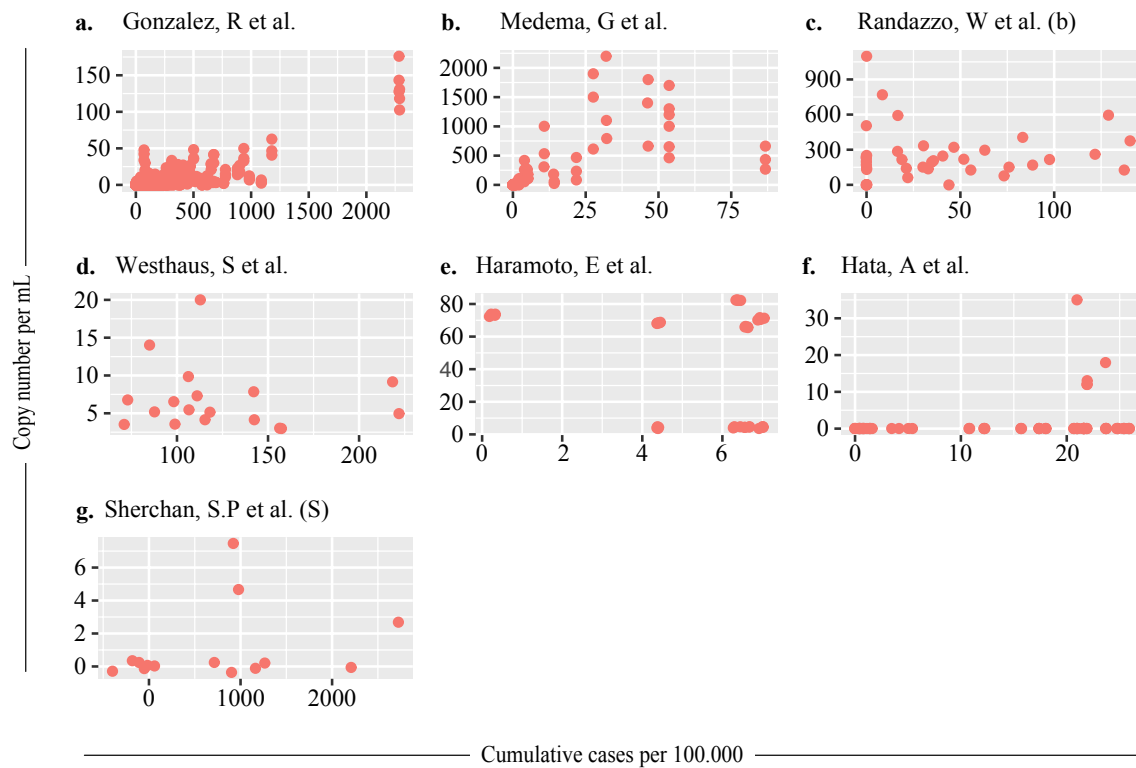 a. Gonzalez, R et al.
b. Medema, G et al.
c. Randazzo, W et al. (b)
150
100
50
0
0 500 1000 1500 2000
2000
1500
1000
500
0
0 25 50 75
900
600
300
0
0 50 100
d. Westhaus, S et al.
e. Haramoto, E et al.
f. Hata, A et al.
20
15
10
5
100 150 200
80
60
40
20
0
0 2 4 6
30
20
10
0
0 10 20
g. Sherchan, S.P et al. (S)
6
4
2
0
0 1000 2000
Copy number per mL
Cumulative cases per 100.000